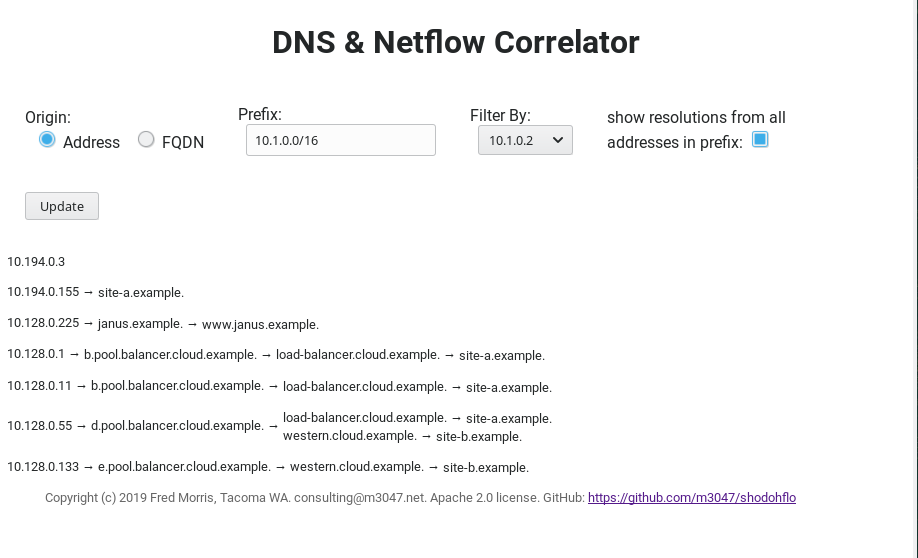 DNS & Netflow Correlator
Origin:
Address FQDN
Prefix:
10.1.0.0/16
Filter By:
10.1.0.2
show resolutions from all
addresses in prefix:
Update
10.194.0.3
10.194.0.155 → site-a.example.
10.128.0.225 → janus.example. → www.janus.example.
10.128.0.1 → b.pool.balancer.cloud.example. → load-balancer.cloud.example. → site-a.example.
10.128.0.11 → b.pool.balancer.cloud.example. → load-balancer.cloud.example. → site-a.example.
10.128.0.55 → d.pool.balancer.cloud.example. → load-balancer.cloud.example. → site-a.example.
western.cloud.example. → site-b.example.
10.128.0.133 → e.pool.balancer.cloud.example. → western.cloud.example. → site-b.example.
Copyright (c) 2019 Fred Morris, Tacoma WA. consulting@m3047.net. Apache 2.0 license. GitHub: https://github.com/m3047/shodohflo